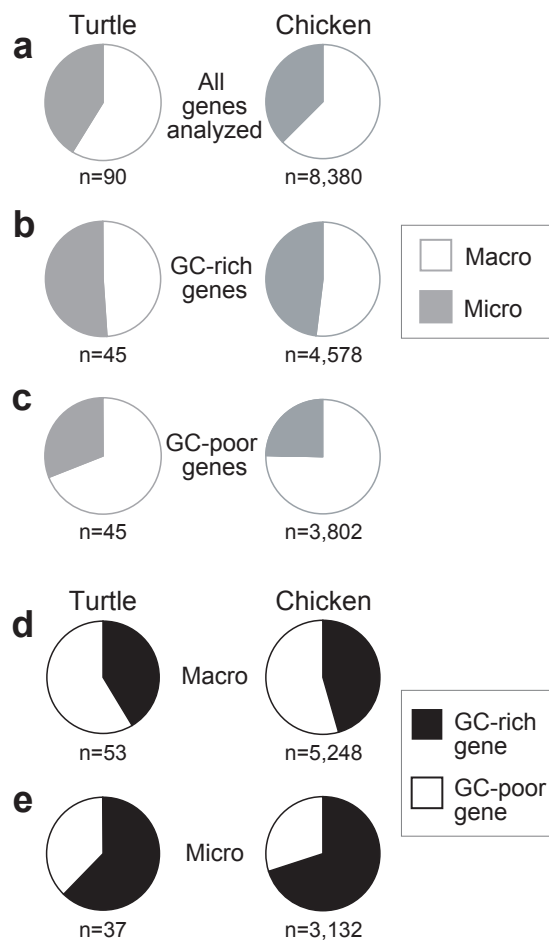 Turtle
Chicken
a
All
genes
analyzed
n=90
n=8,380
b
GC-rich
genes
n=45
n=4,578
Macro
Micro
c
GC-poor
genes
n=45
n=3,802
Turtle
Chicken
d
Macro
n=53
n=5,248
GC-rich
gene
GC-poor
gene
e
Micro
n=37
n=3,132